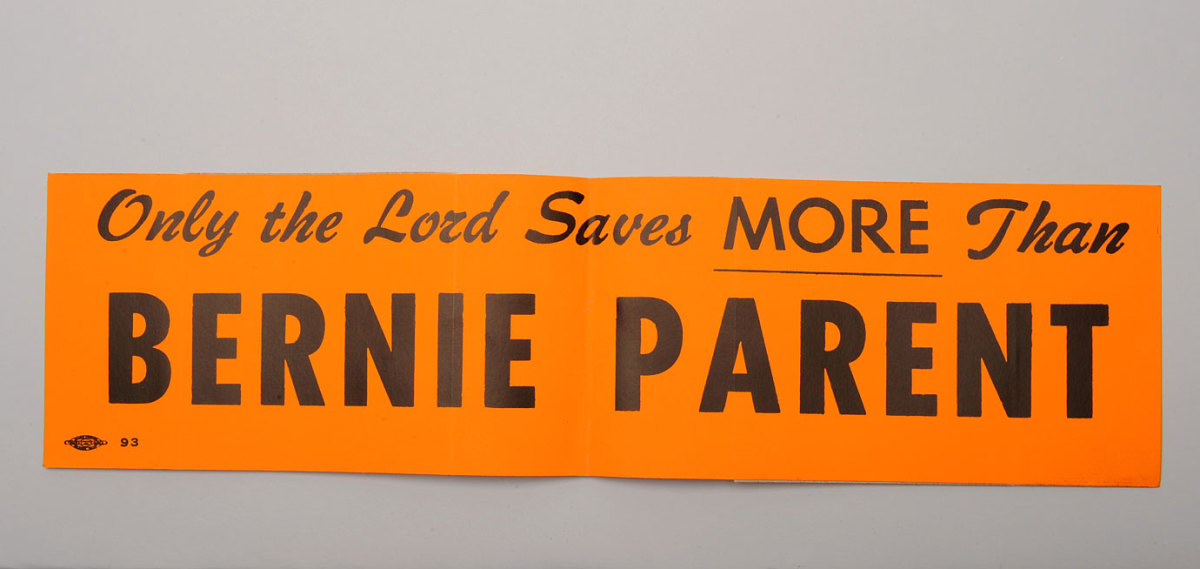 Only the Lord Saves MORE Than
BERNIE PARENT
93